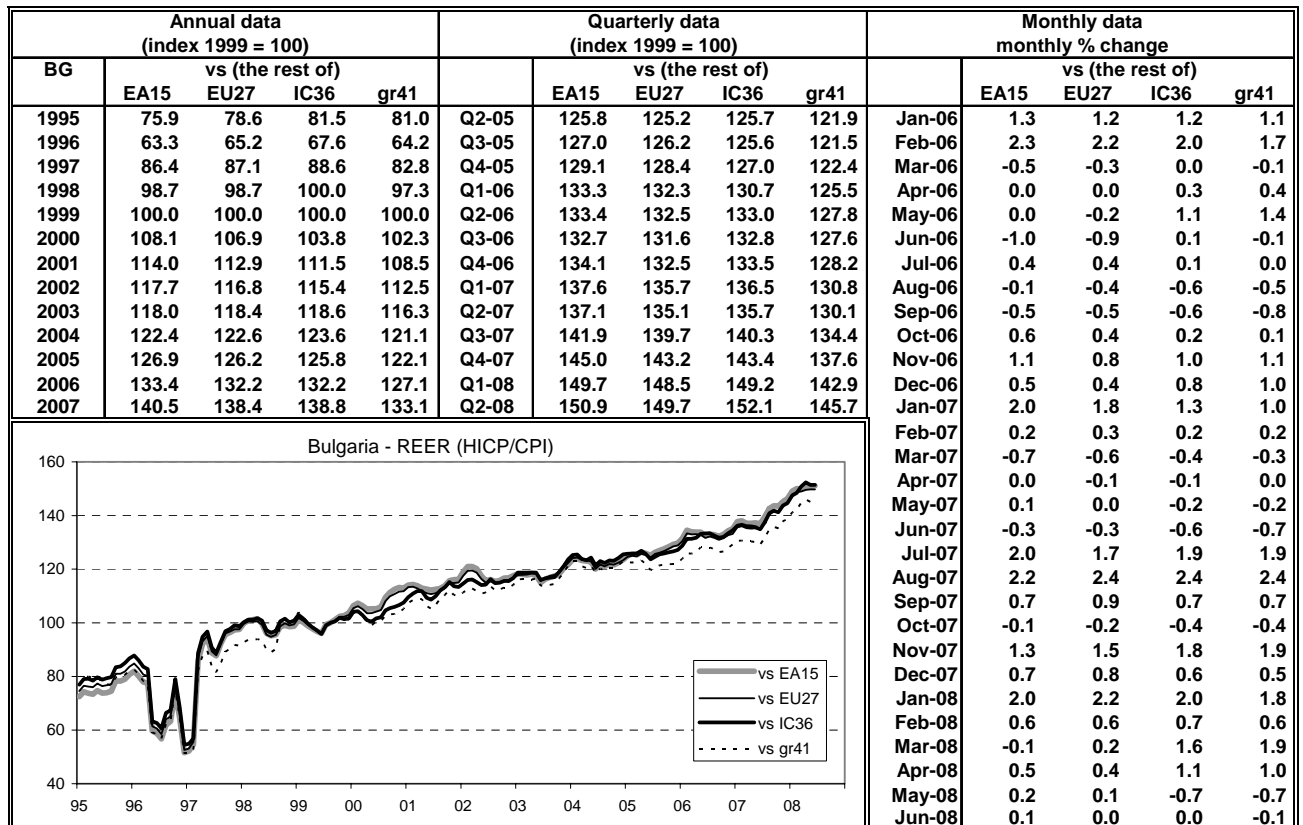 Annual data
(index 1999 = 100)
BG vs (the rest of)
EA15 EU27 IC36 gr41
1995 75.9 78.6 81.5 81.0
1996 63.3 65.2 67.6 64.2
1997 86.4 87.1 88.6 82.8
1998 98.7 98.7 100.0 97.3
1999 100.0 100.0 100.0 100.0
2000 108.1 106.9 103.8 102.3
2001 114.0 112.9 111.5 108.5
2002 117.7 116.8 115.4 112.5
2003 118.0 118.4 118.6 116.3
2004 122.4 122.6 123.6 121.1
2005 126.9 126.2 125.8 122.1
2006 133.4 132.2 132.2 127.1
2007 140.5 138.4 138.8 133.1
Quarterly data
(index 1999 = 100)
vs (the rest of)
EA15 EU27 IC36 gr41
Q2-05 125.8 125.2 125.7 121.9
Q3-05 127.0 126.2 125.6 121.5
Q4-05 129.1 128.4 127.0 122.4
Q1-06 133.3 132.3 130.7 125.5
Q2-06 133.4 132.5 133.0 127.8
Q3-06 132.7 131.6 132.8 127.6
Q4-06 134.1 132.5 133.5 128.2
Q1-07 137.6 135.7 136.5 130.8
Q2-07 137.1 135.1 135.7 130.1
Q3-07 141.9 139.7 140.3 134.4
Q4-07 145.0 143.2 143.4 137.6
Q1-08 149.7 148.5 149.2 142.9
Q2-08 150.9 149.7 152.1 145.7
Monthly data
monthly % change
vs (the rest of)
EA15 EU27 IC36 gr41
Jan-06 1.3 1.2 1.2 1.1
Feb-06 2.3 2.2 2.0 1.7
Mar-06 -0.5 -0.3 0.0 -0.1
Apr-06 0.0 0.0 0.3 0.4
May-06 0.0 -0.2 1.1 1.4
Jun-06 -1.0 -0.9 0.1 -0.1
Jul-06 0.4 0.4 0.1 0.0
Aug-06 -0.1 -0.4 -0.6 -0.5
Sep-06 -0.5 -0.5 -0.6 -0.8
Oct-06 0.6 0.4 0.2 0.1
Nov-06 1.1 0.8 1.0 1.1
Dec-06 0.5 0.4 0.8 1.0
Jan-07 2.0 1.8 1.3 1.0
Feb-07 0.2 0.3 0.2 0.2
Mar-07 -0.7 -0.6 -0.4 -0.3
Apr-07 0.0 -0.1 -0.1 0.0
May-07 0.1 0.0 -0.2 -0.2
Jun-07 -0.3 -0.3 -0.6 -0.7
Jul-07 2.0 1.7 1.9 1.9
Aug-07 2.2 2.4 2.4 2.4
Sep-07 0.7 0.9 0.7 0.7
Oct-07 -0.1 -0.2 -0.4 -0.4
Nov-07 1.3 1.5 1.8 1.9
Dec-07 0.7 0.8 0.6 0.5
Jan-08 2.0 2.2 2.0 1.8
Feb-08 0.6 0.6 0.7 0.6
Mar-08 -0.1 0.2 1.6 1.9
Apr-08 0.5 0.4 1.1 1.0
May-08 0.2 0.1 -0.7 -0.7
Jun-08 0.1 0.0 0.0 -0.1
Bulgaria - REER (HICP/CPI)
160
140
120
100
80
60
40
95 96 97 98 99 00 01 02 03 04 05 06 07 08
vs EA15
vs EU27
vs IC36
vs gr41